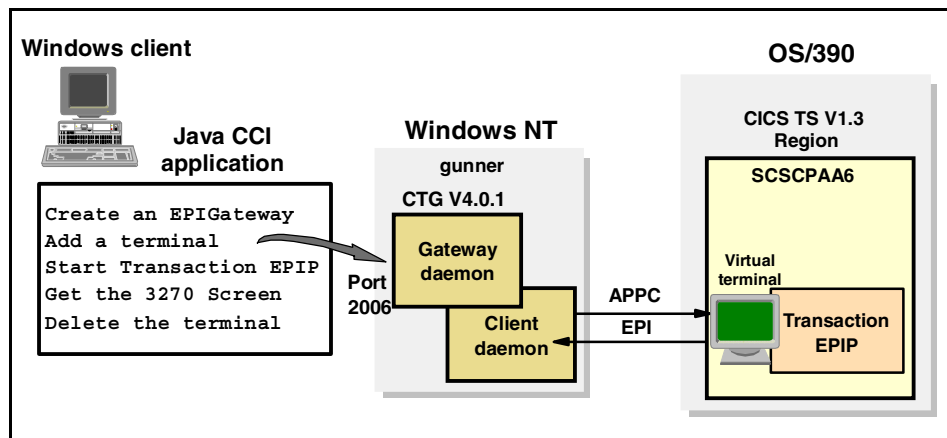 Windows client
Java CCI
application
Create an EPIGateway
Add a terminal
Start Transaction EPIP
Get the 3270 Screen
Delete the terminal
Windows NT
gunner
CTG V4.0.1
Gateway
daemon
Port
2006
Client
daemon
APPC
EPI
OS/390
CICS TS V1.3
Region
SCSCPAA6
Virtual
terminal
Transaction
EPIP